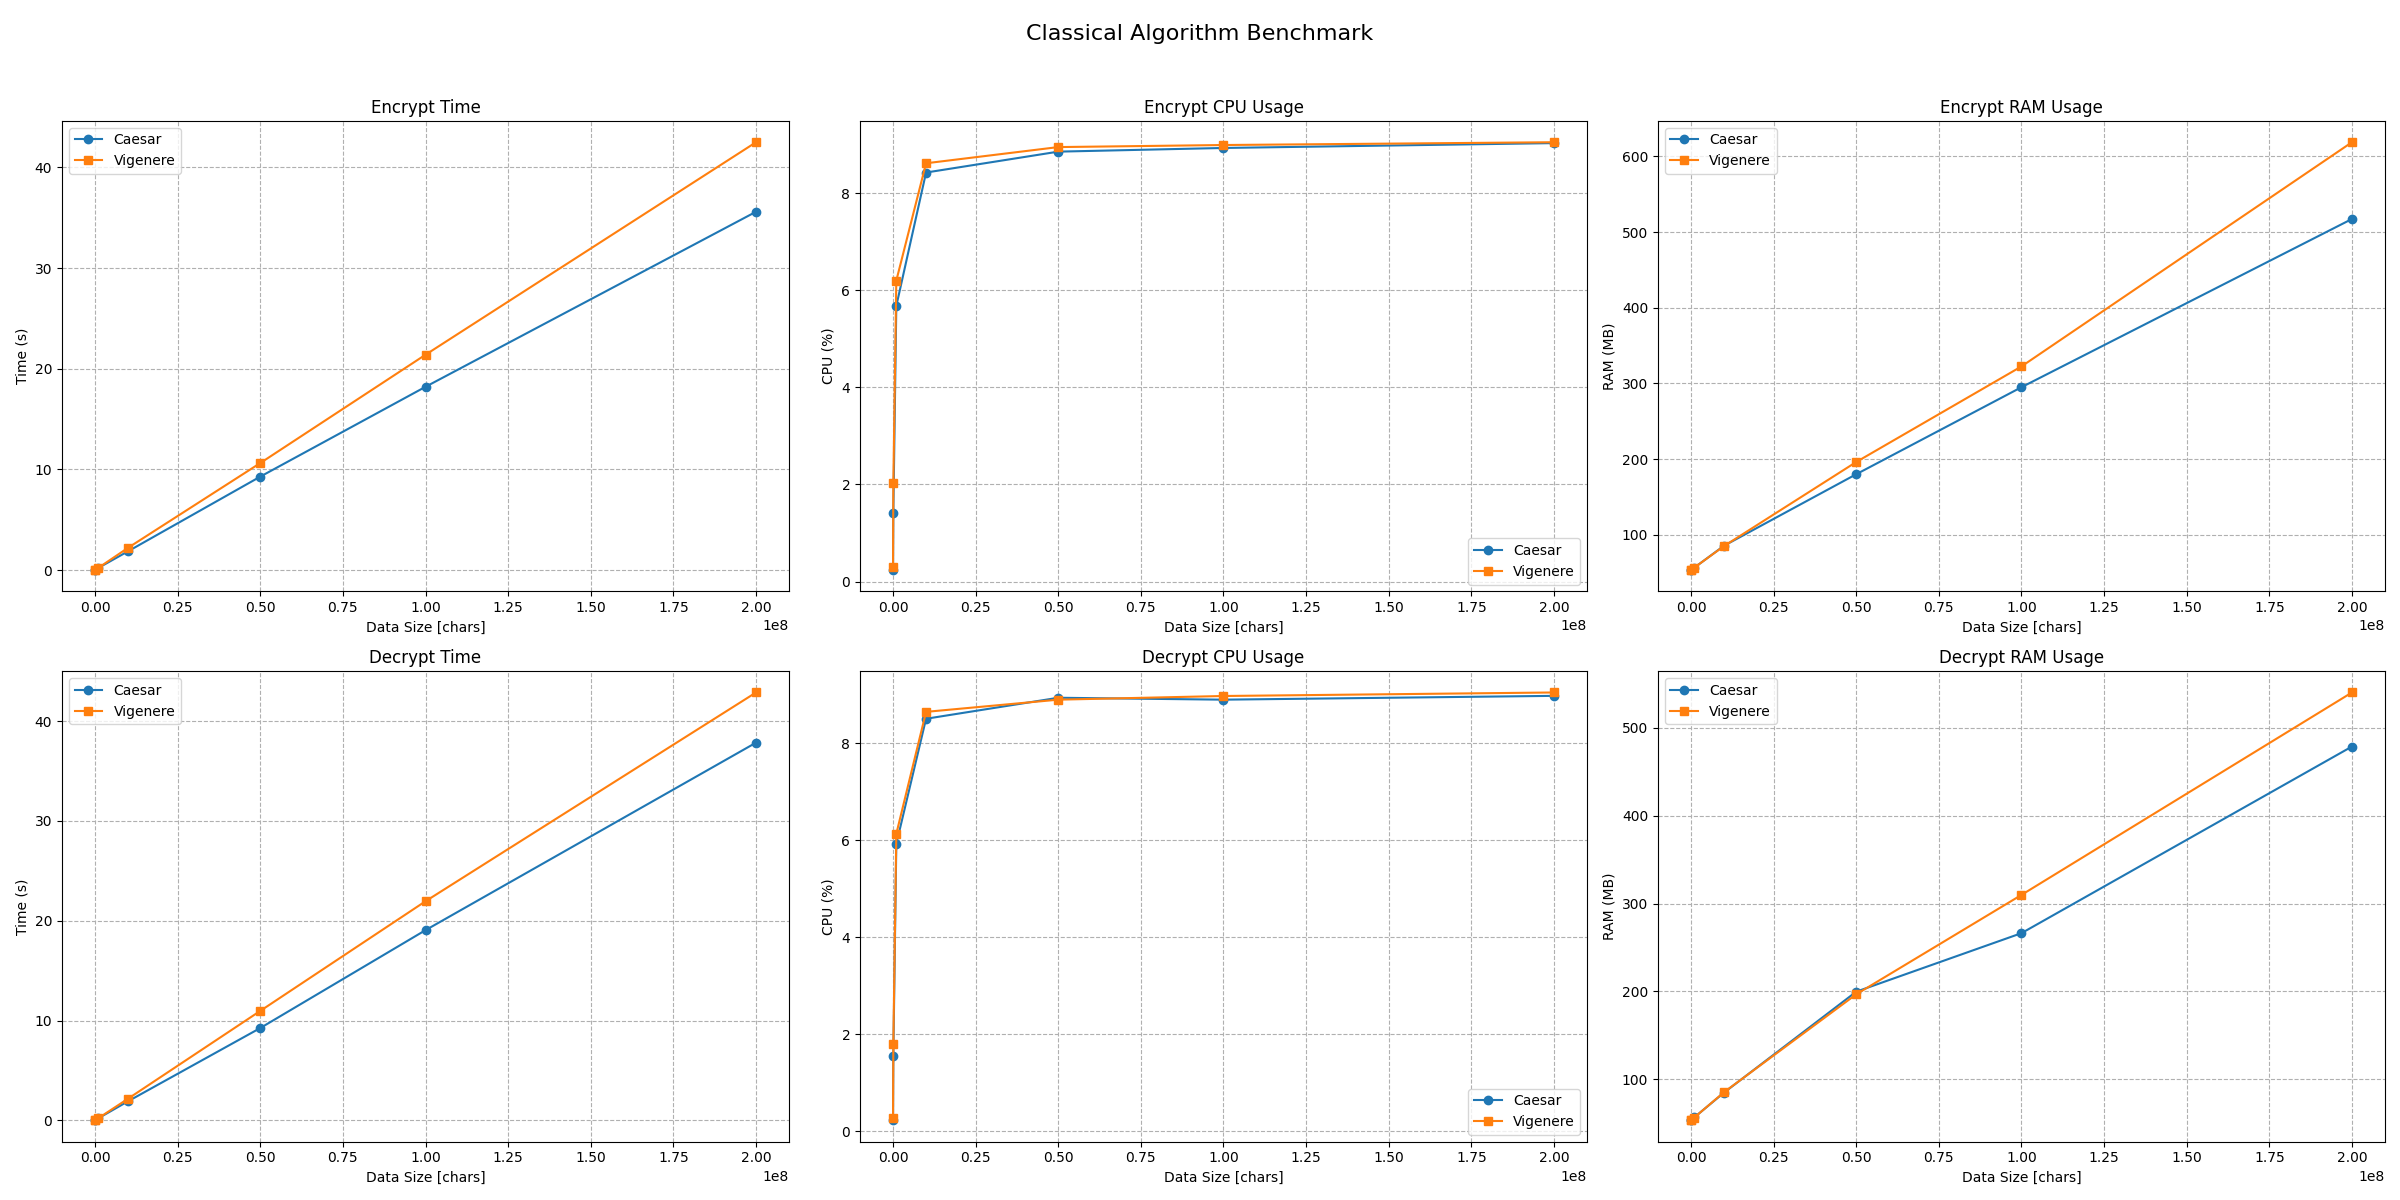 Classical Algorithm Benchmark
Encrypt Time
Caesar
Vigenere
Time (s)
40
30
20
10
0
0.00 0.25 0.50 0.75 1.00 1.25 1.50 1.75 2.00
1e8
Data Size [chars]
Encrypt CPU Usage
CPU (%)
8
6
4
2
0
Caesar
Vigenere
0.00 0.25 0.50 0.75 1.00 1.25 1.50 1.75 2.00
1e8
Data Size [chars]
Encrypt RAM Usage
Caesar
Vigenere
RAM (MB)
600
500
400
300
200
100
0.00 0.25 0.50 0.75 1.00 1.25 1.50 1.75 2.00
1e8
Data Size [chars]
Decrypt Time
Caesar
Vigenere
Time (s)
40
30
20
10
0
0.00 0.25 0.50 0.75 1.00 1.25 1.50 1.75 2.00
1e8
Data Size [chars]
Decrypt CPU Usage
CPU (%)
8
6
4
2
0
Caesar
Vigenere
0.00 0.25 0.50 0.75 1.00 1.25 1.50 1.75 2.00
1e8
Data Size [chars]
Decrypt RAM Usage
Caesar
Vigenere
RAM (MB)
500
400
300
200
100
0.00 0.25 0.50 0.75 1.00 1.25 1.50 1.75 2.00
1e8
Data Size [chars]